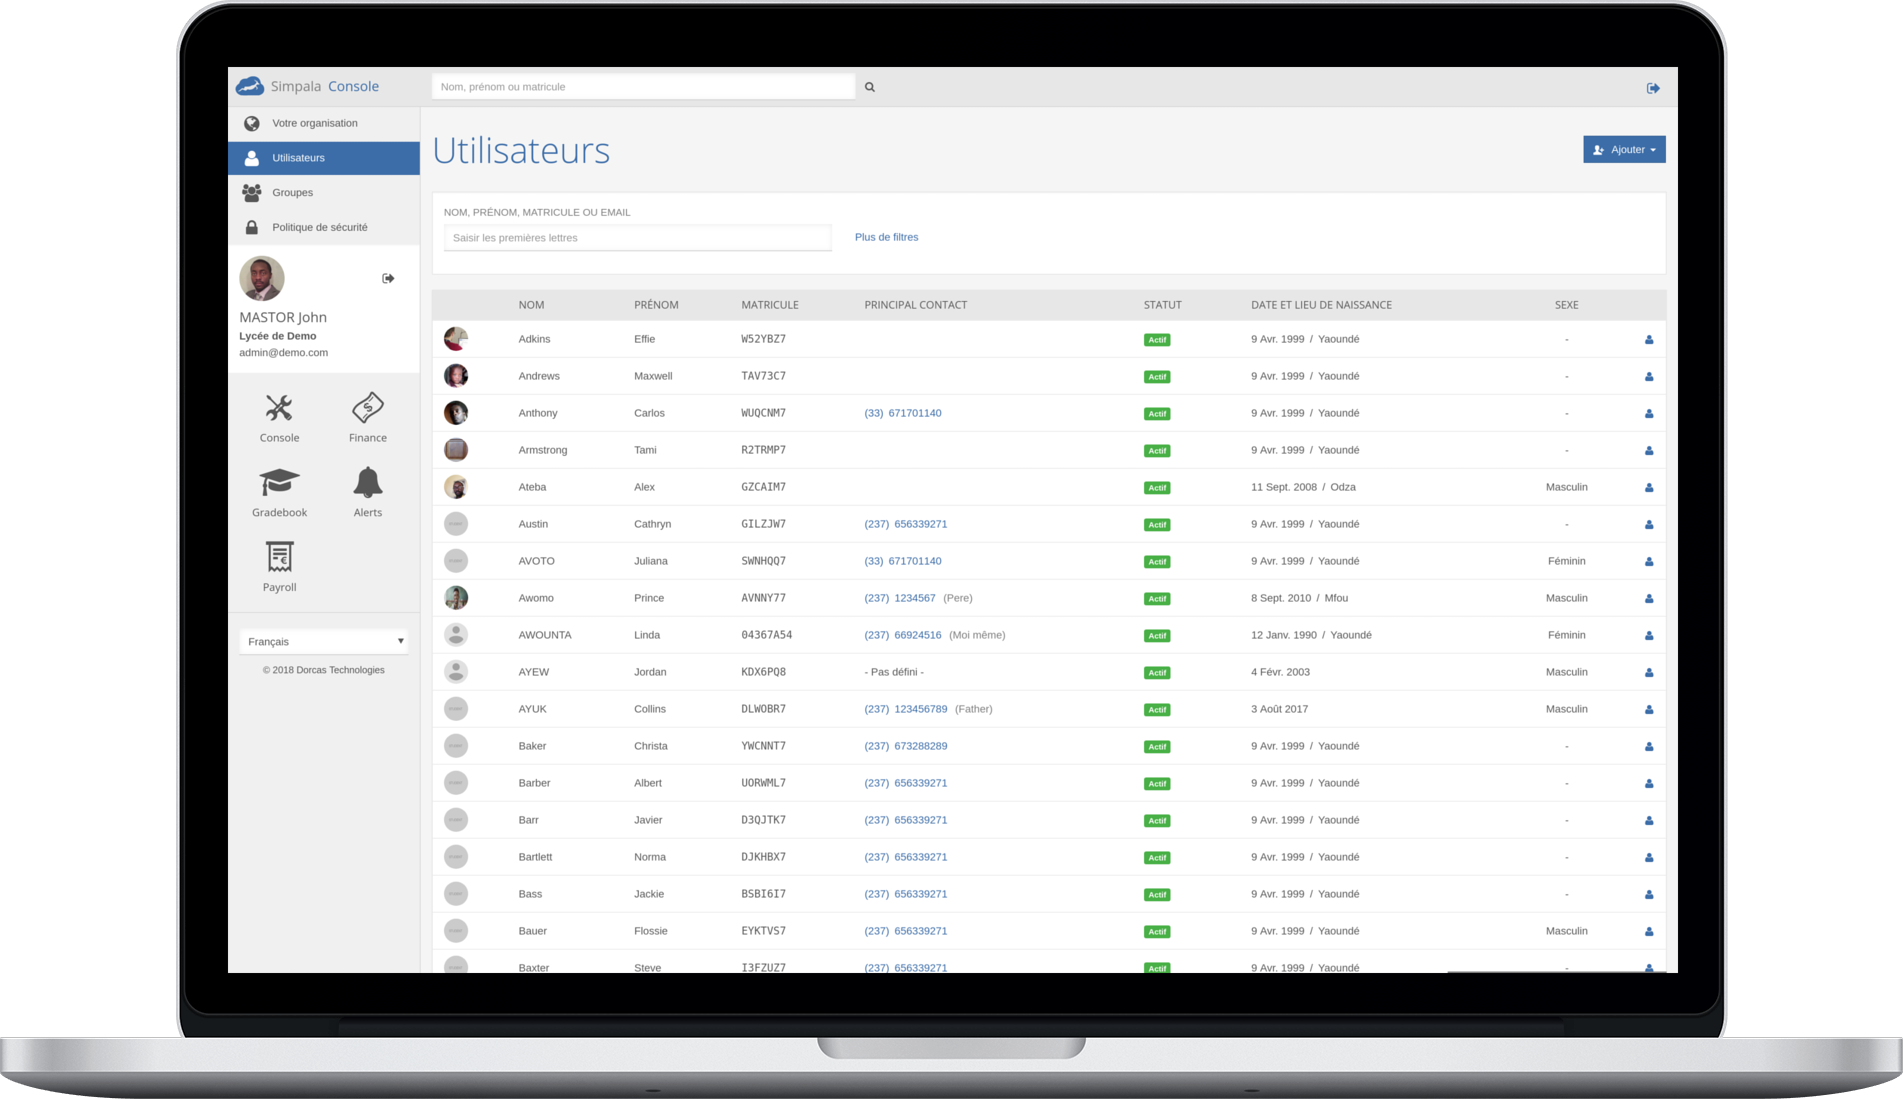 Simpala Console
Nom, prénom ou matricule
Votre organisation
Utilisateurs
Groupes
Politique de sécurité
MASTOR John
Lycée de Demo
admin@demo.com
Console Finance
Gradebook Alerts
Payroll
Français
© 2018 Dorcas Technologies
Utilisateurs
Ajouter
NOM, PRÉNOM, MATRICULE OU EMAIL
Saisir les premières lettres Plus de filtres
NOM PRÉNOM MATRICULE PRINCIPAL CONTACT STATUT DATE ET LIEU DE NAISSANCE SEXE
Adkins Effie W52YBZ7 Actif 9 Avr. 1999 / Yaoundé -
Andrews Maxwell TAV73C7 Actif 9 Avr. 1999 / Yaoundé -
Anthony Carlos WUQCNM7 (33) 671701140 Actif 9 Avr. 1999 / Yaoundé -
Armstrong Tami R2TRMP7 Actif 9 Avr. 1999 / Yaoundé -
Ateba Alex GZCAIM7 Actif 11 Sept. 2008 / Odza Masculin
Austin Cathryn GILZJW7 (237) 656339271 Actif 9 Avr. 1999 / Yaoundé -
AVOTO Juliana SWNHQQ7 (33) 671701140 Actif 9 Avr. 1999 / Yaoundé Féminin
Awomo Prince AVNNY77 (237) 1234567 (Pere) Actif 8 Sept. 2010 / Mfou Masculin
AWOUNTA Linda 04367A54 (237) 66924516 (Moi même) Actif 12 Janv. 1990 / Yaoundé Féminin
AYEW Jordan KDX6PQ8 - Pas défini - Actif 4 Févr. 2003 Masculin
AYUK Collins DLWOBR7 (237) 123456789 (Father) Actif 3 Août 2017 Masculin
Baker Christa YWCNNT7 (237) 673288289 Actif 9 Avr. 1999 / Yaoundé -
Barber Albert UORWML7 (237) 656339271 Actif 9 Avr. 1999 / Yaoundé -
Barr Javier D3QJTK7 (237) 656339271 Actif 9 Avr. 1999 / Yaoundé -
Bartlett Norma DJKHBX7 (237) 656339271 Actif 9 Avr. 1999 / Yaoundé -
Bass Jackie BSBI6I7 (237) 656339271 Actif 9 Avr. 1999 / Yaoundé -
Bauer Flossie EYKTVS7 (237) 656339271 Actif 9 Avr. 1999 / Yaoundé Masculin
Baxter Steve I3FZUZ7 (237) 656339271 Actif 9 Avr. 1999 / Yaoundé -